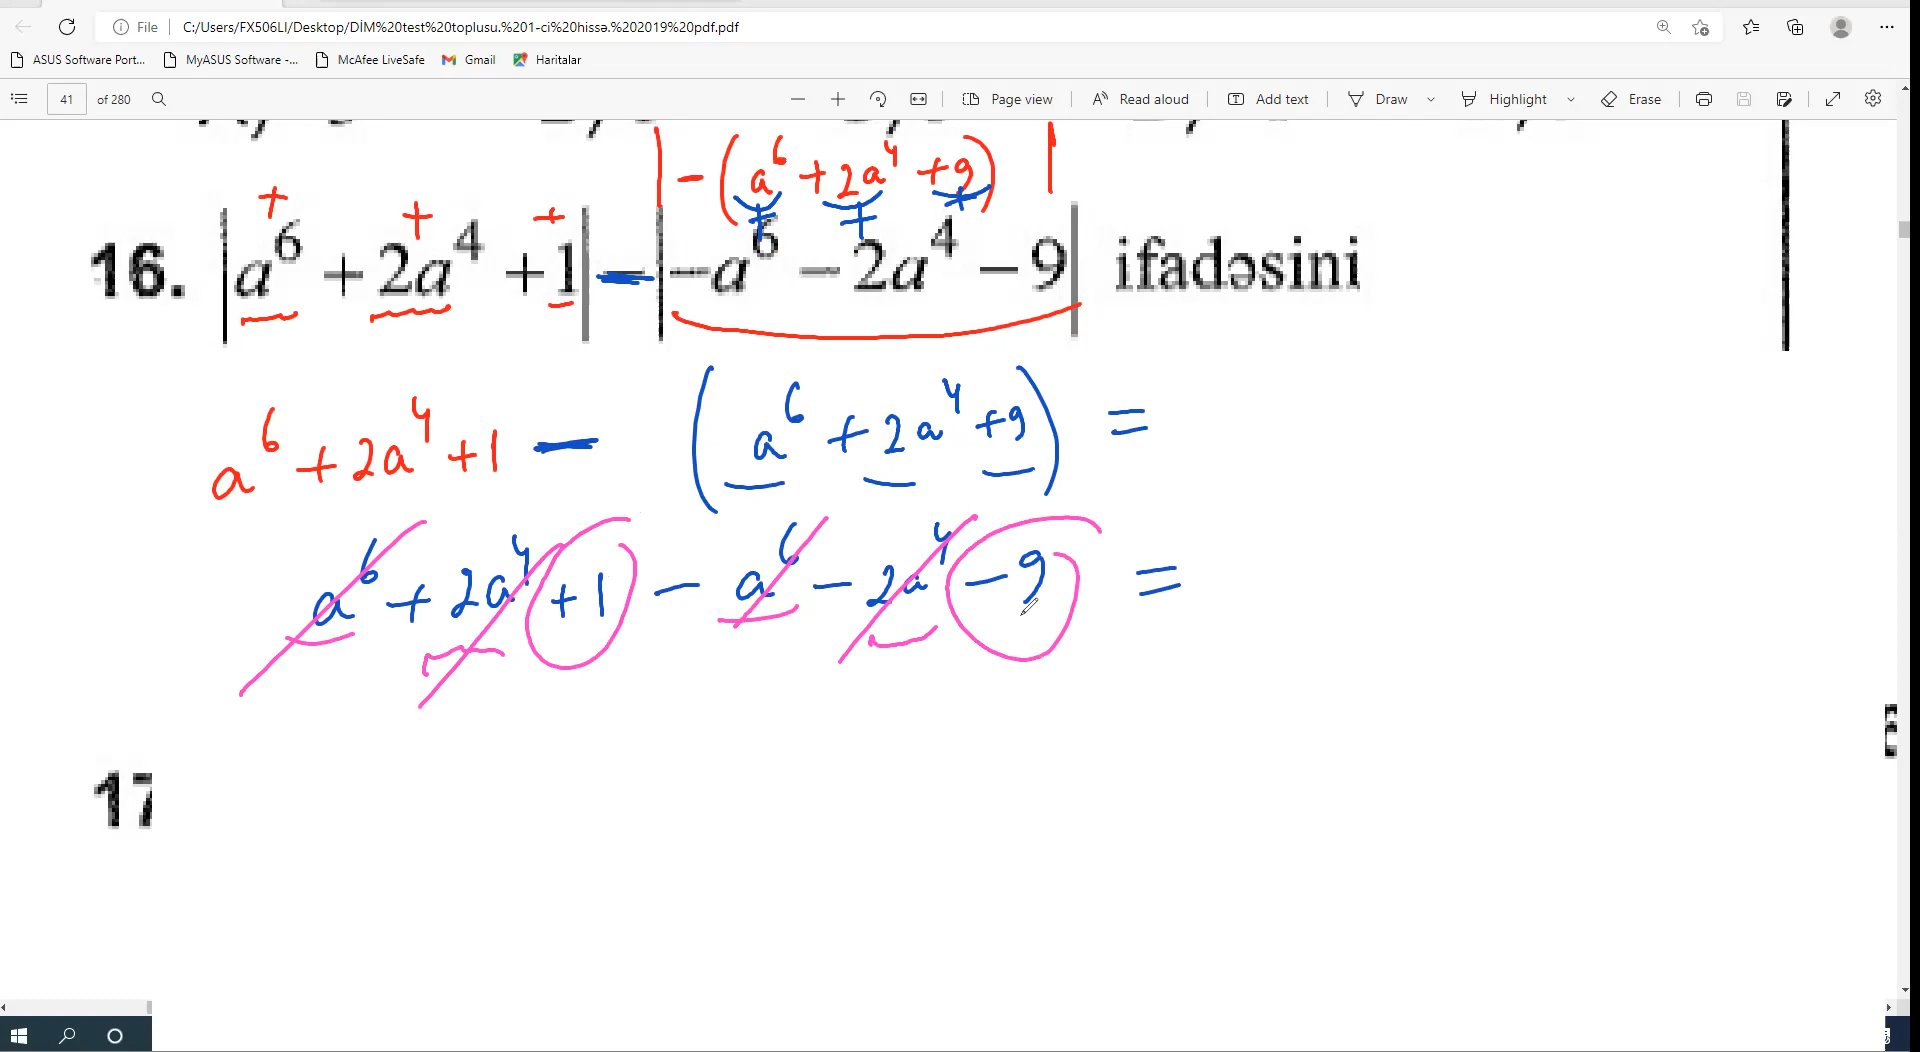 File C:/Users/FX506LI/Desktop/DİM%20test%20toplusu.%201-ci%20hissə.%202019%20pdf.pdf
ASUS Software Port... MyASUS Software -... McAfee LiveSafe Gmail Haritalar
41 of 280 Page view Read aloud Add text Draw Highlight Erase
-(a⁶ + 2a⁴ + 9)
+ + +
16. |a⁶ + 2a⁴ + 1| - |-a⁶ - 2a⁴ - 9| ifadəsini
a⁶ + 2a⁴ + 1 - (a⁶ + 2a⁴ + 9) =
a⁶ + 2a⁴ + 1 - a⁶ - 2a⁴ - 9 =
17